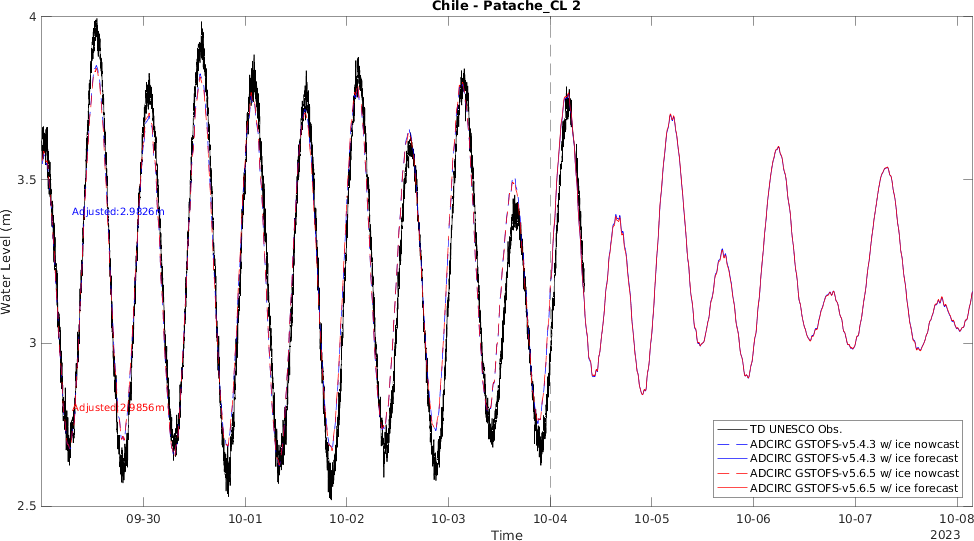 Chile - Patache_CL 2
4
3.5
3
2.5
Water Level (m)
Adjusted:2.9826m
Adjusted:2.9856m
TD UNESCO Obs.
ADCIRC GSTOFS-v5.4.3 w/ ice nowcast
ADCIRC GSTOFS-v5.4.3 w/ ice forecast
ADCIRC GSTOFS-v5.6.5 w/ ice nowcast
ADCIRC GSTOFS-v5.6.5 w/ ice forecast
09-30 10-01 10-02 10-03 10-04 10-05 10-06 10-07 10-08
2023
Time